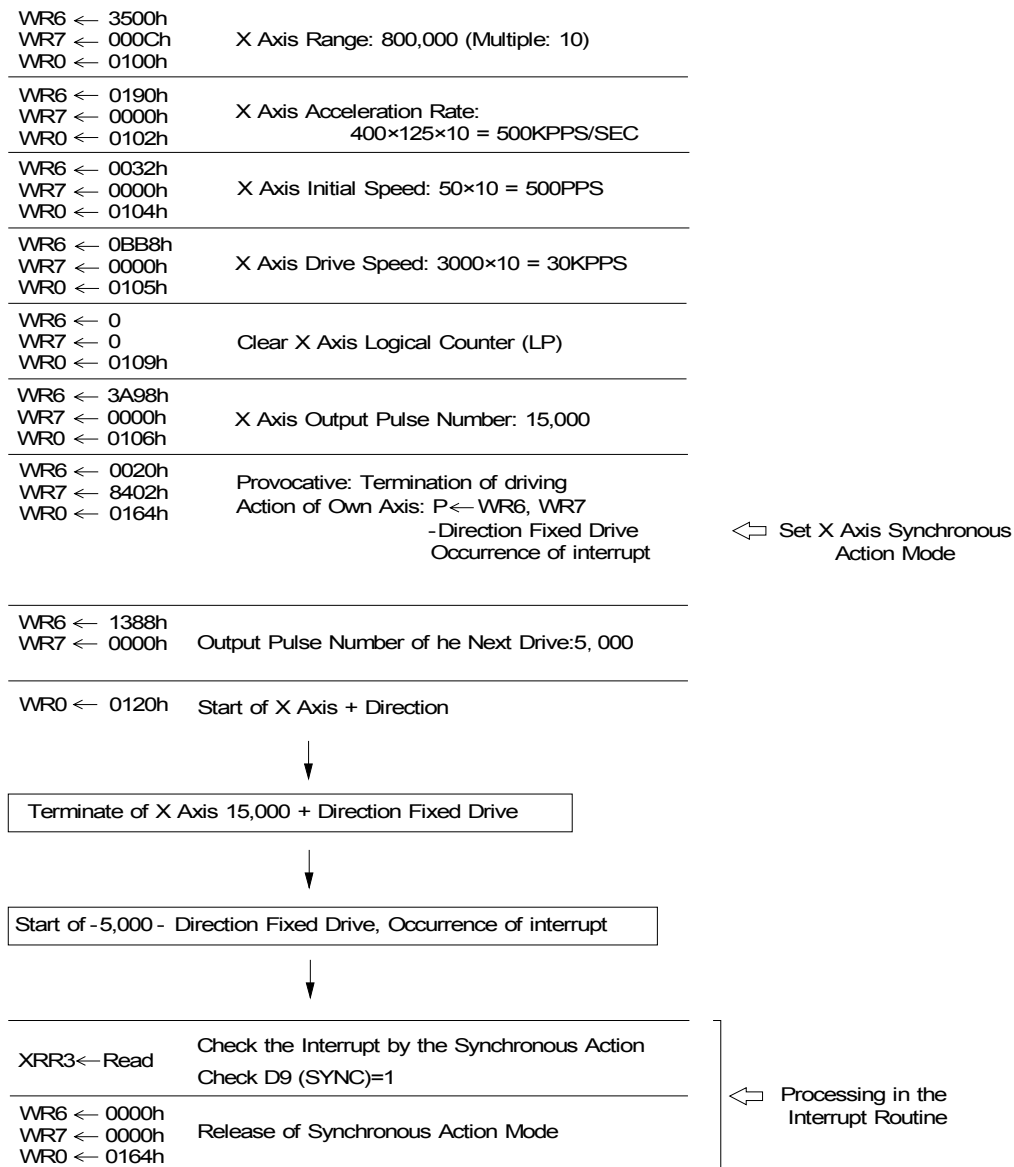 WR6 ← 3500h
WR7 ← 000Ch X Axis Range: 800,000 (Multiple: 10)
WR0 ← 0100h
WR6 ← 0190h
WR7 ← 0000h X Axis Acceleration Rate:
WR0 ← 0102h 400×125×10 = 500KPPS/SEC
WR6 ← 0032h
WR7 ← 0000h X Axis Initial Speed: 50×10 = 500PPS
WR0 ← 0104h
WR6 ← 0BB8h
WR7 ← 0000h X Axis Drive Speed: 3000×10 = 30KPPS
WR0 ← 0105h
WR6 ← 0
WR7 ← 0 Clear X Axis Logical Counter (LP)
WR0 ← 0109h
WR6 ← 3A98h
WR7 ← 0000h X Axis Output Pulse Number: 15,000
WR0 ← 0106h
WR6 ← 0020h
WR7 ← 8402h Provocative: Termination of driving
WR0 ← 0164h Action of Own Axis: P← WR6, WR7
-Direction Fixed Drive
Occurrence of interrupt
⇦ Set X Axis Synchronous
Action Mode
WR6 ← 1388h
WR7 ← 0000h Output Pulse Number of he Next Drive:5, 000
WR0 ← 0120h Start of X Axis + Direction
Terminate of X Axis 15,000 + Direction Fixed Drive
Start of -5,000 - Direction Fixed Drive, Occurrence of interrupt
XRR3←Read Check the Interrupt by the Synchronous Action
Check D9 (SYNC)=1
WR6 ← 0000h
WR7 ← 0000h Release of Synchronous Action Mode
WR0 ← 0164h
⇦ Processing in the
Interrupt Routine